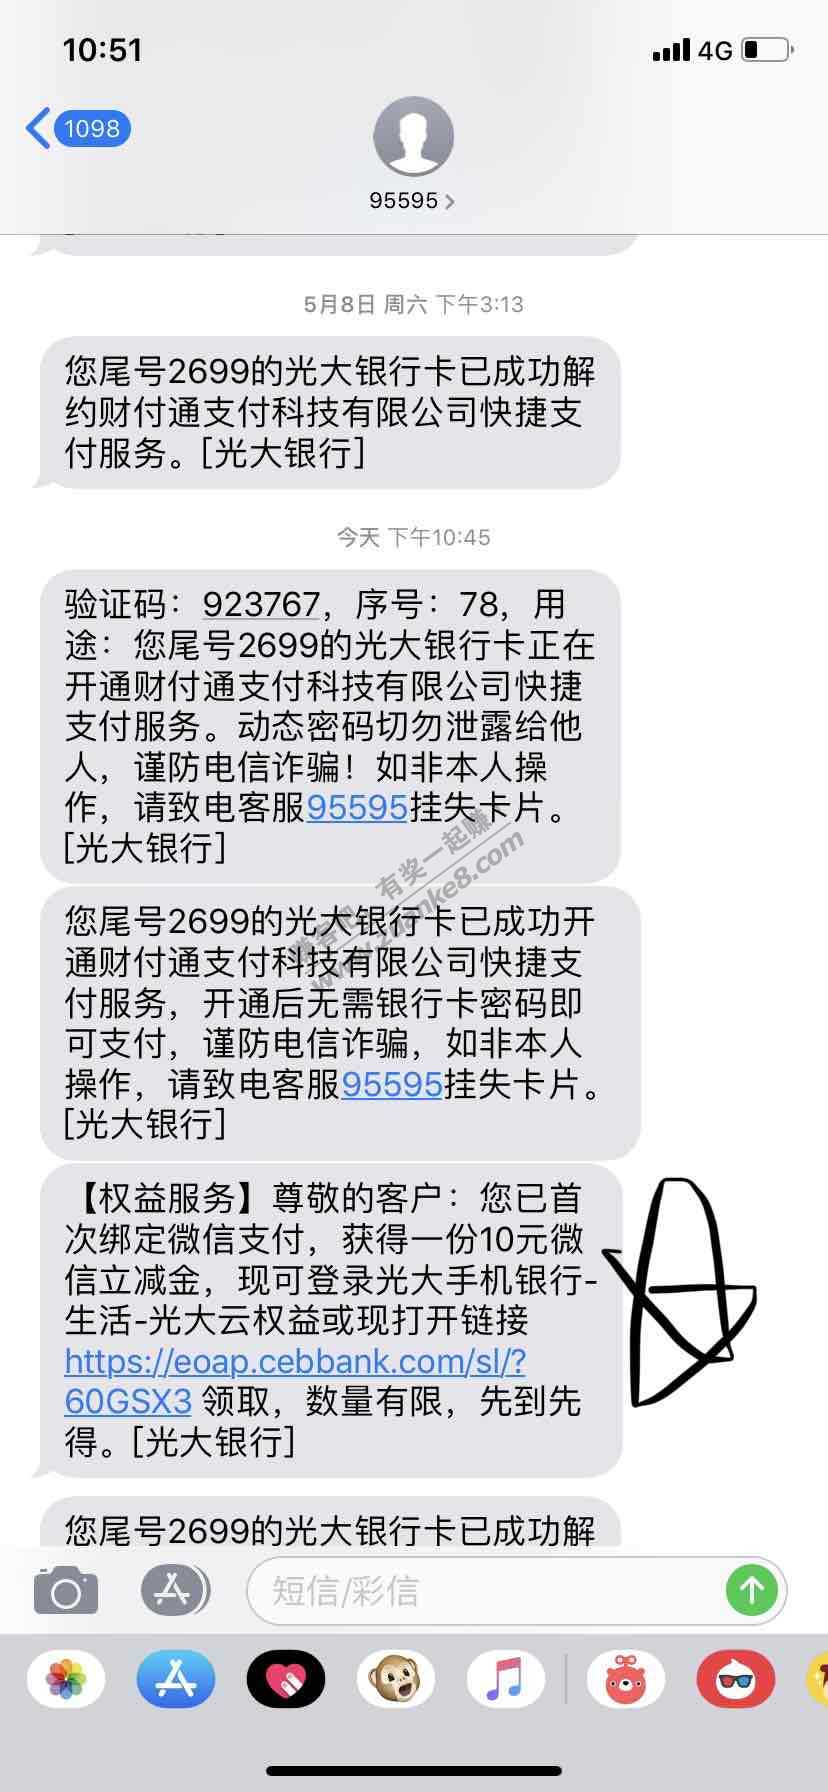 10:51
4G
1098
95595
5月8日 周六 下午3:13
您尾号2699的光大银行卡已成功解
约财付通支付科技有限公司快捷支
付服务。[光大银行]
今天 下午10:45
验证码：923767，序号：78，用
途：您尾号2699的光大银行卡正在
开通财付通支付科技有限公司快捷
支付服务。动态密码切勿泄露给他
人，谨防电信诈骗！如非本人操
作，请致电客服95595挂失卡片。
[光大银行]
赚客吧 有奖一起赚
www.zuanke8.com
您尾号2699的光大银行卡已成功开
通财付通支付科技有限公司快捷支
付服务，开通后无需银行卡密码即
可支付，谨防电信诈骗，如非本人
操作，请致电客服95595挂失卡片。
[光大银行]
【权益服务】尊敬的客户：您已首
次绑定微信支付，获得一份10元微
信立减金，现可登录光大手机银行-
生活-光大云权益或现打开链接
https://eoap.cebbank.com/sl/?
60GSX3 领取，数量有限，先到先
得。[光大银行]
您尾号2699的光大银行卡已成功解
短信/彩信